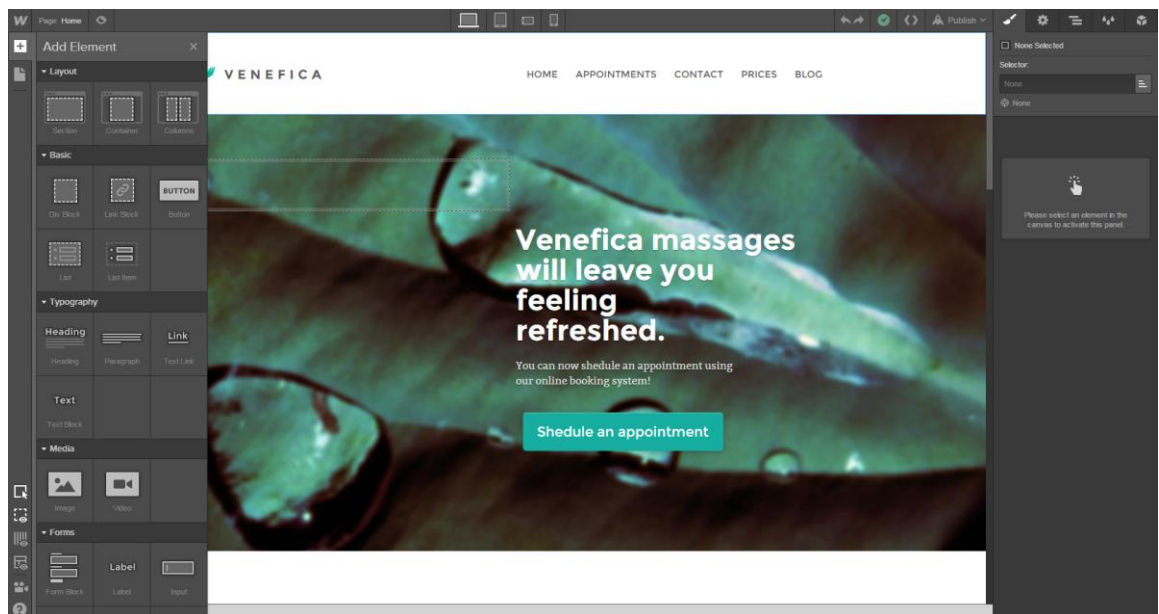 W Page: Home Publish
Add Element ×
Layout
Section Container Columns
Basic
BUTTON
Div Block Link Block Button
List List Item
Typography
Heading Link
Heading Paragraph Text Link
Text
Text Block
Media
Image Video
Forms
Label
Form Block Label Input
VENEFICA
HOME APPOINTMENTS CONTACT PRICES BLOG
Venefica massages
will leave you
feeling
refreshed.
You can now shedule an appointment using
our online booking system!
Shedule an appointment
None Selected
Selector:
None
None
Please select an element in the
canvas to activate this panel.